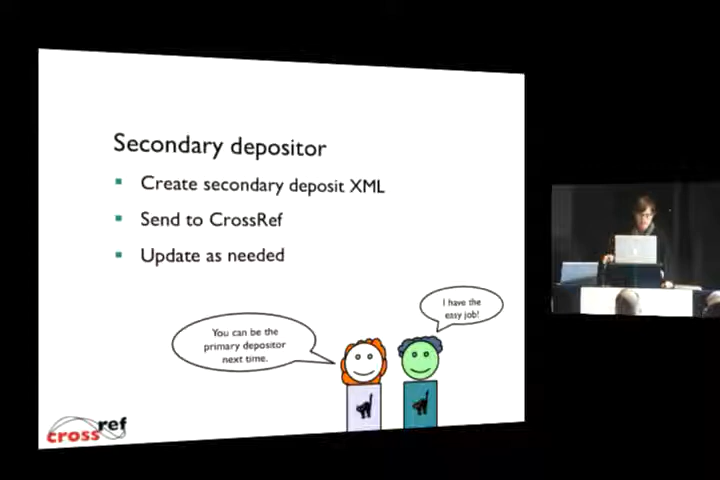 Secondary depositor
Create secondary deposit XML
Send to CrossRef
Update as needed
I have the
easy job!
You can be the
primary depositor
next time.
crossref